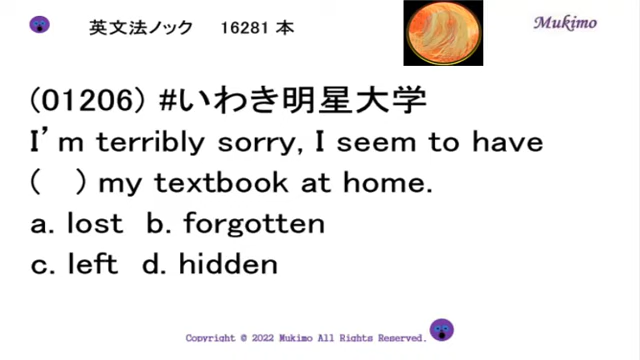 英文法ノック 16281 本
Mukimo
(01206) #いわき明星大学
I'm terribly sorry, I seem to have
(  ) my textbook at home.
a. lost b. forgotten
c. left d. hidden
Copyright © 2022 Mukimo All Rights Reserved.